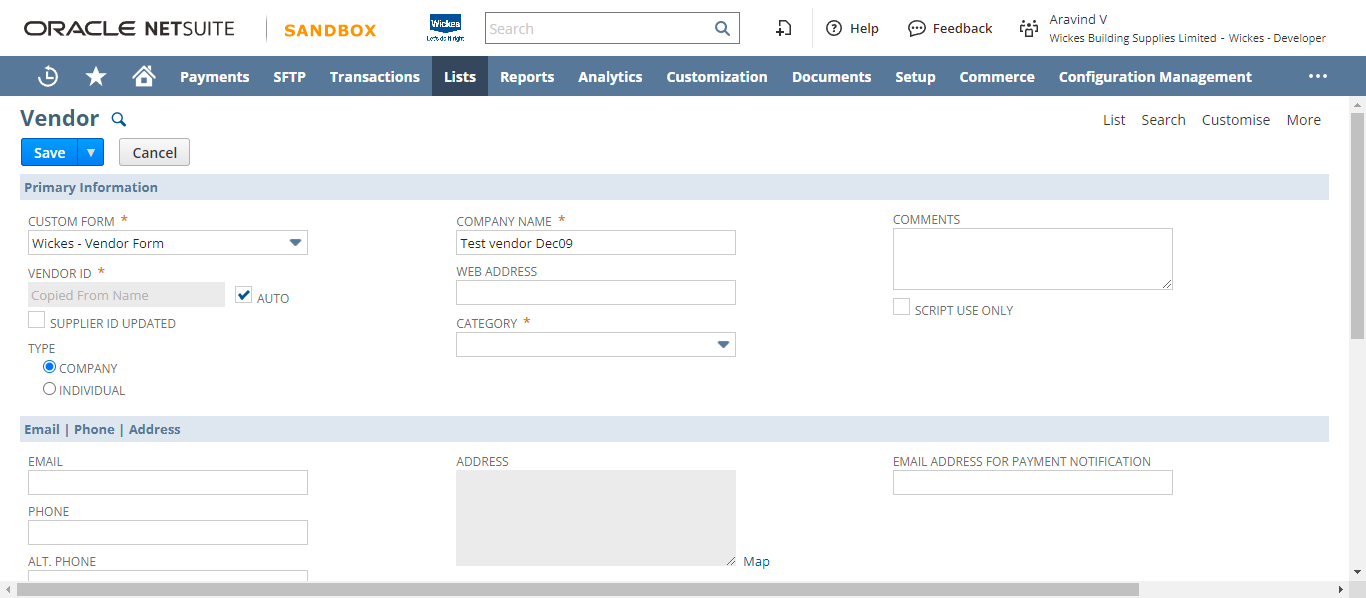 ORACLE NETSUITE
SANDBOX
Wickes
Let's do it right
Search
Help
Feedback
Aravind V
Wickes Building Supplies Limited - Wickes - Developer
Payments SFTP Transactions Lists Reports Analytics Customization Documents Setup Commerce Configuration Management
Vendor
List Search Customise More
Save Cancel
Primary Information
CUSTOM FORM *
Wickes - Vendor Form
VENDOR ID *
Copied From Name
AUTO
SUPPLIER ID UPDATED
TYPE
COMPANY
INDIVIDUAL
COMPANY NAME *
Test vendor Dec09
WEB ADDRESS
CATEGORY *
COMMENTS
SCRIPT USE ONLY
Email | Phone | Address
EMAIL
PHONE
ALT. PHONE
ADDRESS
Map
EMAIL ADDRESS FOR PAYMENT NOTIFICATION